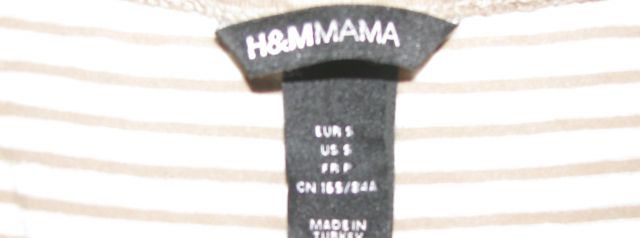 H&MMAMA
EUR S
US S
FR P
CN 165/84A
MADE IN
TURKEY